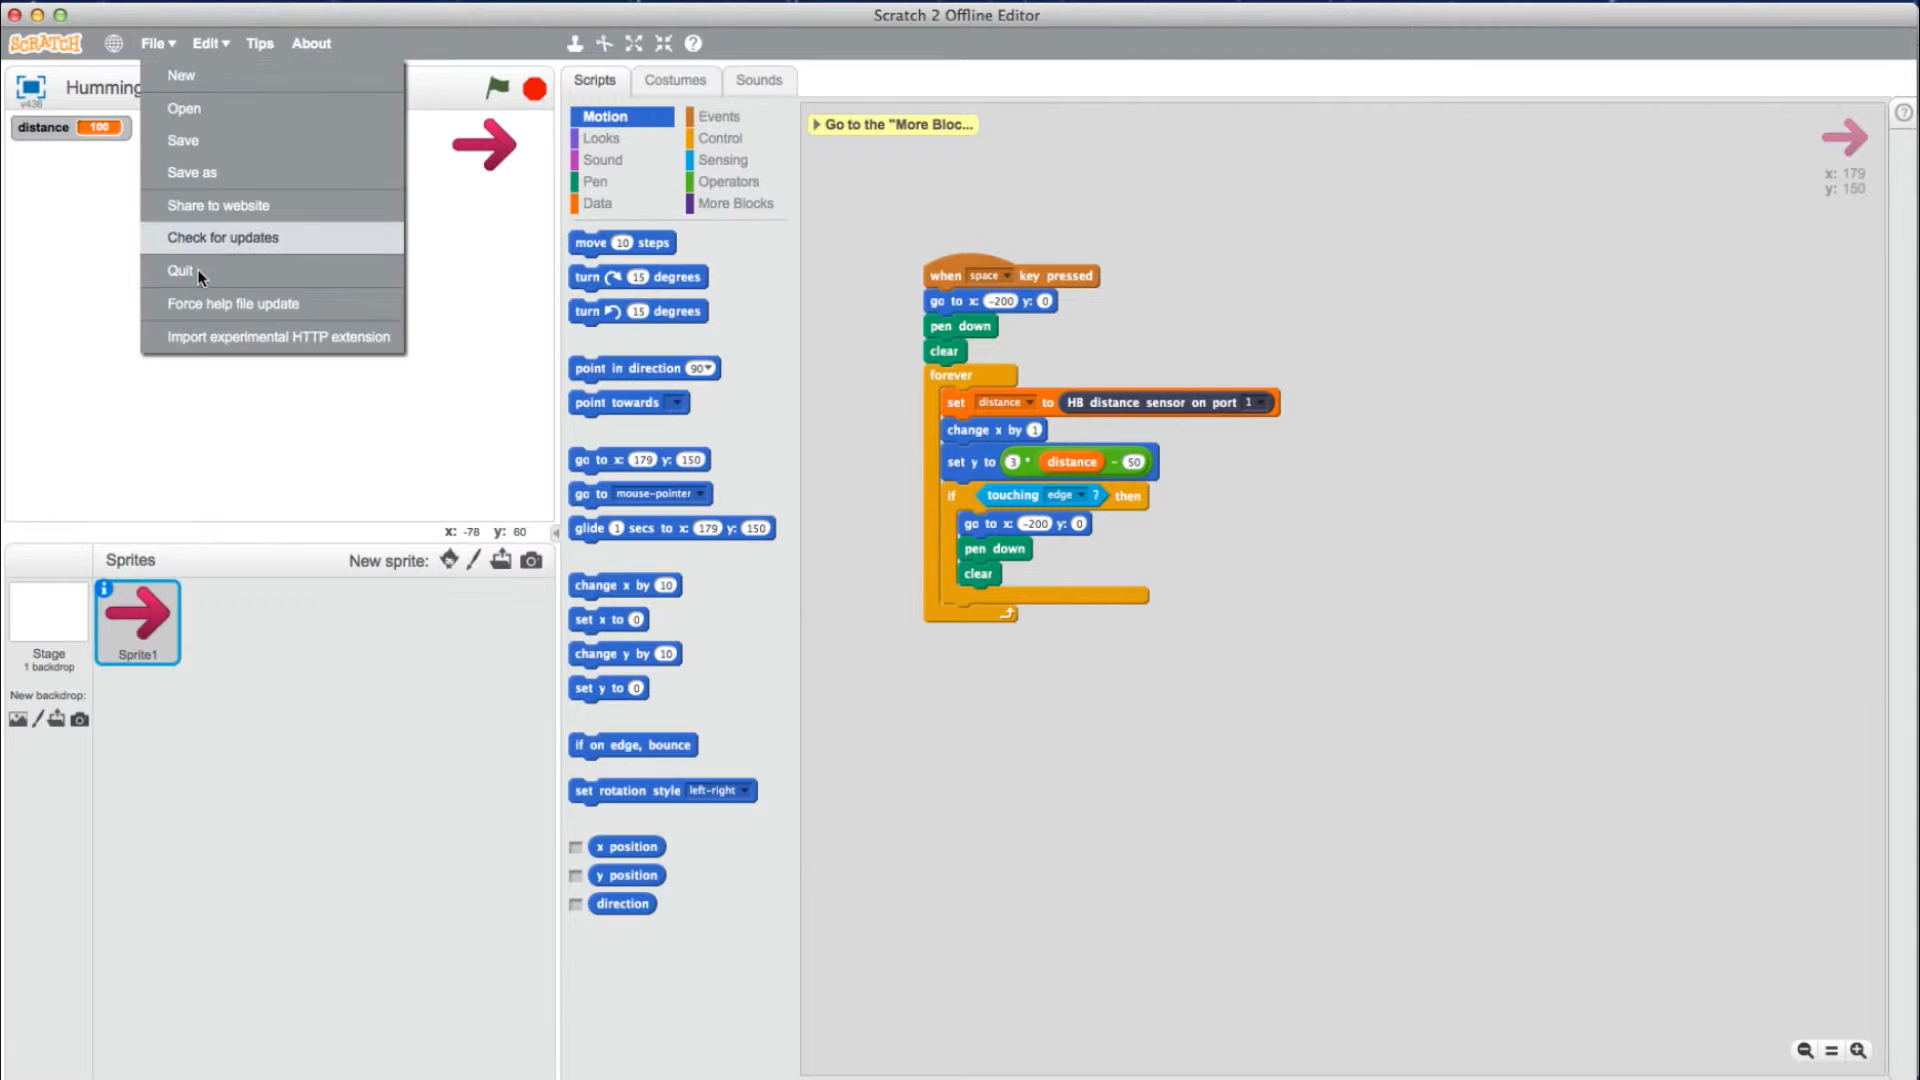 Scratch 2 Offline Editor
SCRATCH File Edit Tips About
v436
Humming
New
Open
Save
Save as
Share to website
Check for updates
Quit
Force help file update
Import experimental HTTP extension
distance 100
x: -78 y: 60
Sprites New sprite:
Stage
1 backdrop
New backdrop:
Sprite1
Scripts Costumes Sounds
Motion Events
Looks Control
Sound Sensing
Pen Operators
Data More Blocks
move 10 steps
turn 15 degrees
turn 15 degrees
point in direction 90
point towards
go to x: 179 y: 150
go to mouse-pointer
glide 1 secs to x: 179 y: 150
change x by 10
set x to 0
change y by 10
set y to 0
if on edge, bounce
set rotation style left-right
x position
y position
direction
Go to the "More Bloc...
x: 179
y: 150
when space key pressed
go to x: -200 y: 0
pen down
clear
forever
set distance to HB distance sensor on port 1
change x by 1
set y to 3 * distance - 50
if touching edge ? then
go to x: -200 y: 0
pen down
clear